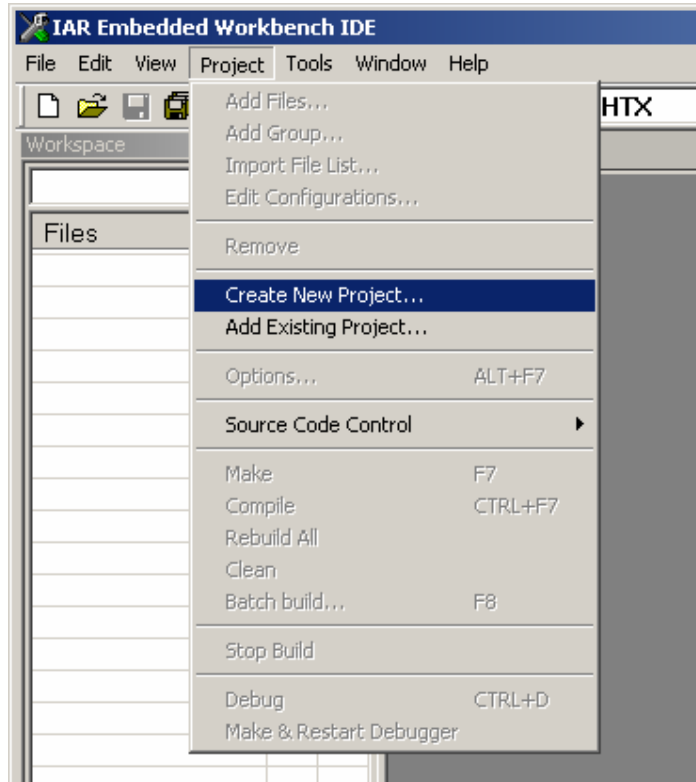 IAR Embedded Workbench IDE
File Edit View Project Tools Window Help
HTX
Workspace
Files
Add Files...
Add Group...
Import File List...
Edit Configurations...
Remove
Create New Project...
Add Existing Project...
Options... ALT+F7
Source Code Control
Make F7
Compile CTRL+F7
Rebuild All
Clean
Batch build... F8
Stop Build
Debug CTRL+D
Make & Restart Debugger